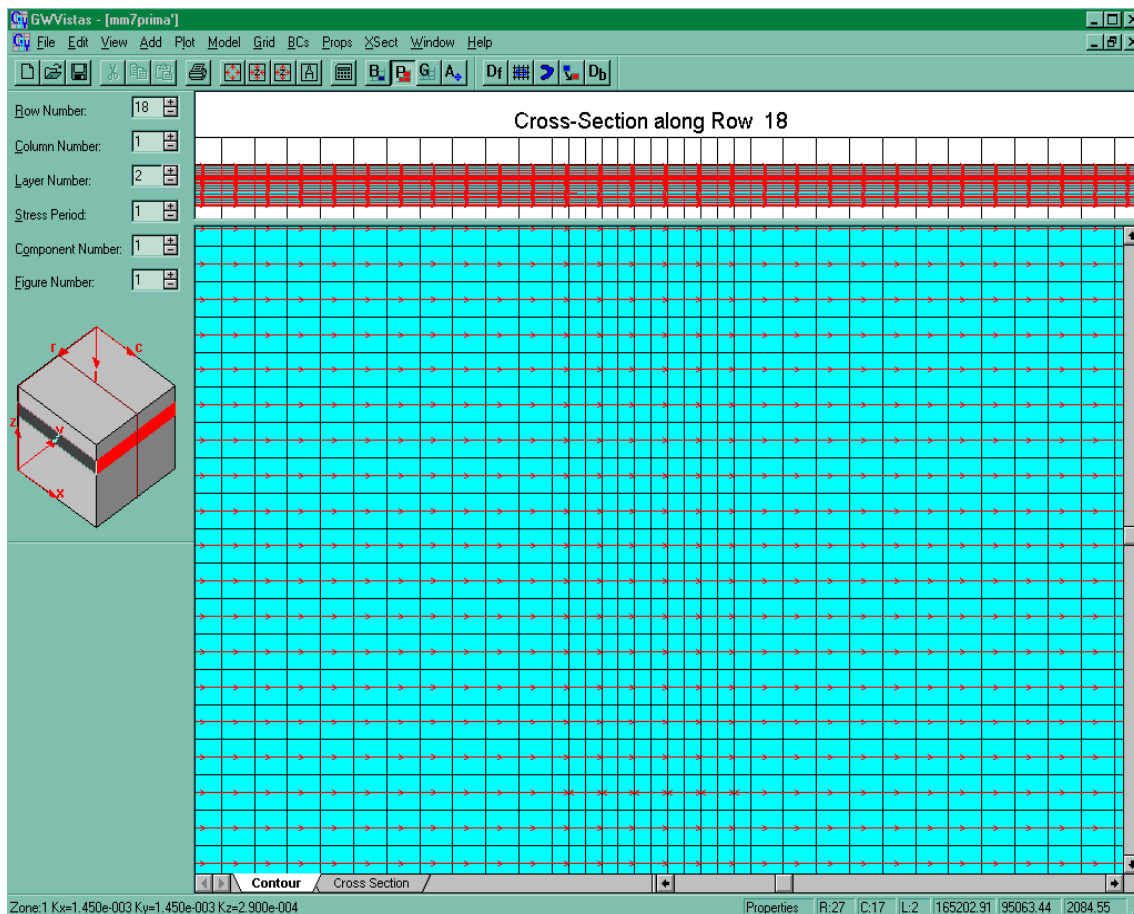 GWVistas - [mm7prima']
File Edit View Add Plot Model Grid BCs Props XSect Window Help
B P G A Df Db
Row Number: 18
Column Number: 1
Layer Number: 2
Stress Period: 1
Component Number: 1
Figure Number: 1
Cross-Section along Row 18
r c
l
z y
x
Contour Cross Section
Zone:1 Kx=1.450e-003 Ky=1.450e-003 Kz=2.900e-004 Properties R:27 C:17 L:2 165202.91 95063.44 2084.55